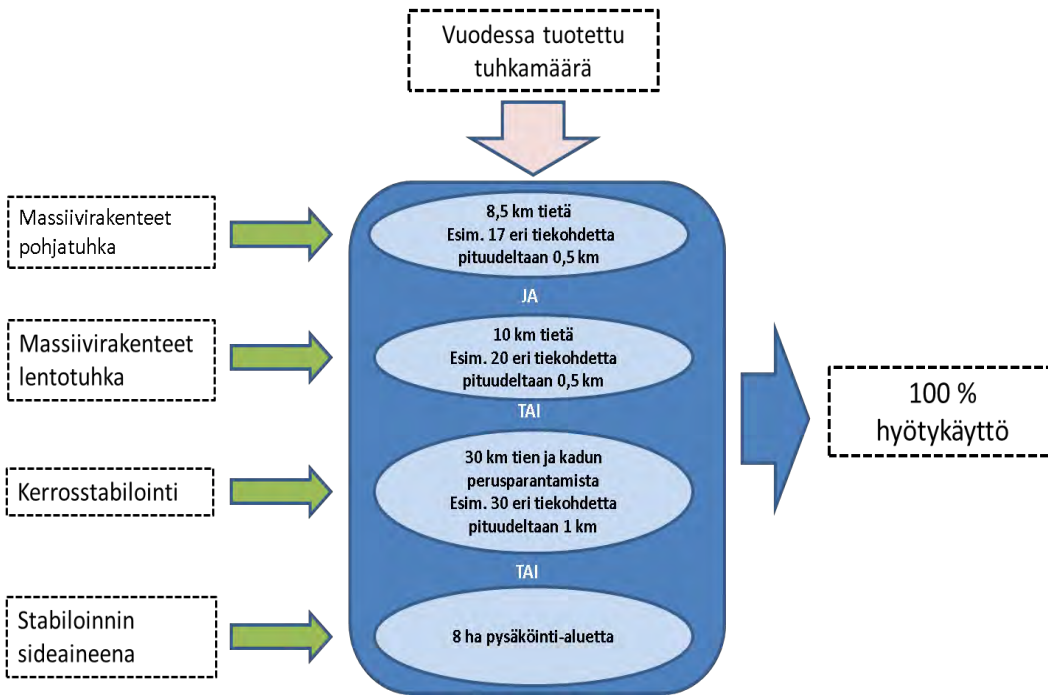 Vuodessa tuotettu
tuhkamäärä
Massiivirakenteet
pohjatuhka
8,5 km tietä
Esim. 17 eri tiekohdetta
pituudeltaan 0,5 km
JA
Massiivirakenteet
lentotuhka
10 km tietä
Esim. 20 eri tiekohdetta
pituudeltaan 0,5 km
TAI
100 %
hyötykäyttö
Kerrosstabilointi
30 km tien ja kadun
perusparantamista
Esim. 30 eri tiekohdetta
pituudeltaan 1 km
TAI
Stabiloinnin
sideaineena
8 ha pysäköinti-aluetta